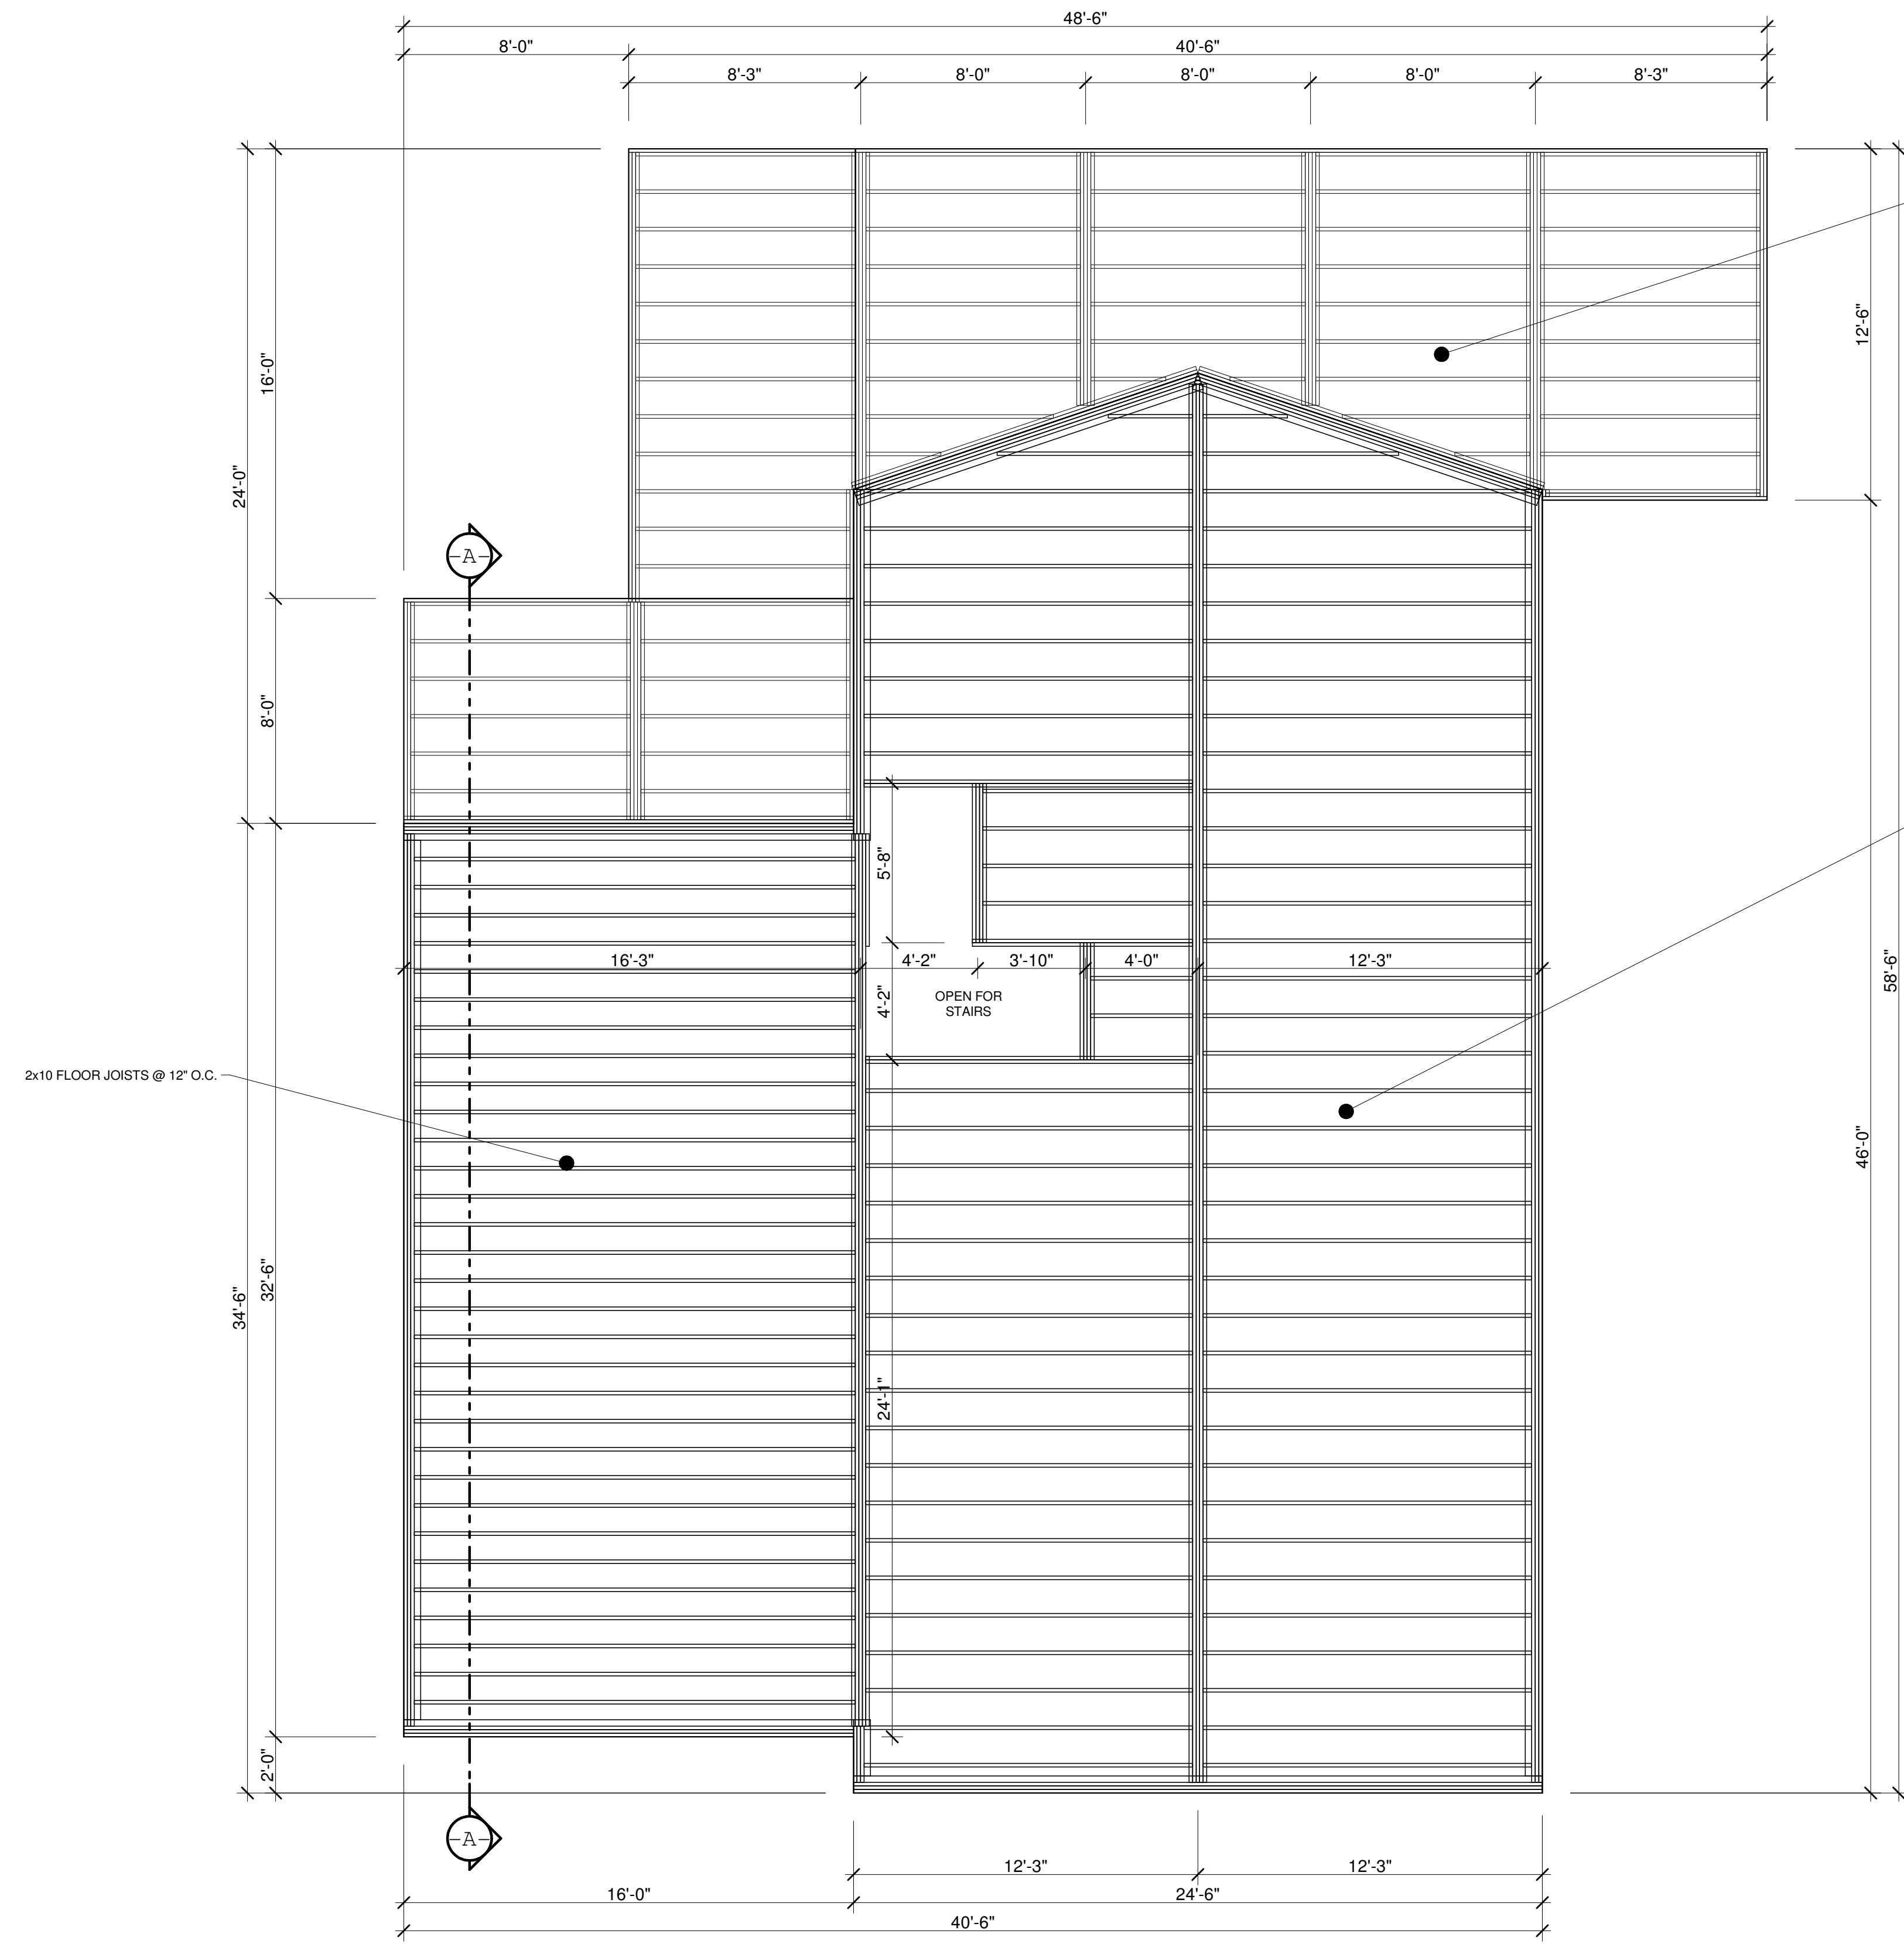 48'-6"
8'-0" 40'-6"
8'-3" 8'-0" 8'-0" 8'-0" 8'-3"
12'-6"
16'-0"
24'-0"
A
8'-0"
5'-8"
16'-3" 4'-2" 3'-10" 4'-0" 12'-3"
58'-6"
4'-2"
OPEN FOR
STAIRS
2x10 FLOOR JOISTS @ 12" O.C.
46'-0"
32'-6"
34'-6"
24'-1"
2'-0"
A
12'-3" 12'-3"
16'-0" 24'-6"
40'-6"